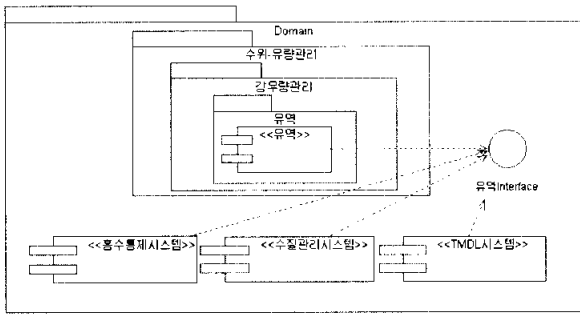 Domain
수위-유량관리
강우량관리
유역
<<유역>>
유역Interface
<<홍수통제시스템>>
<<수질관리시스템>>
<<TMDL시스템>>